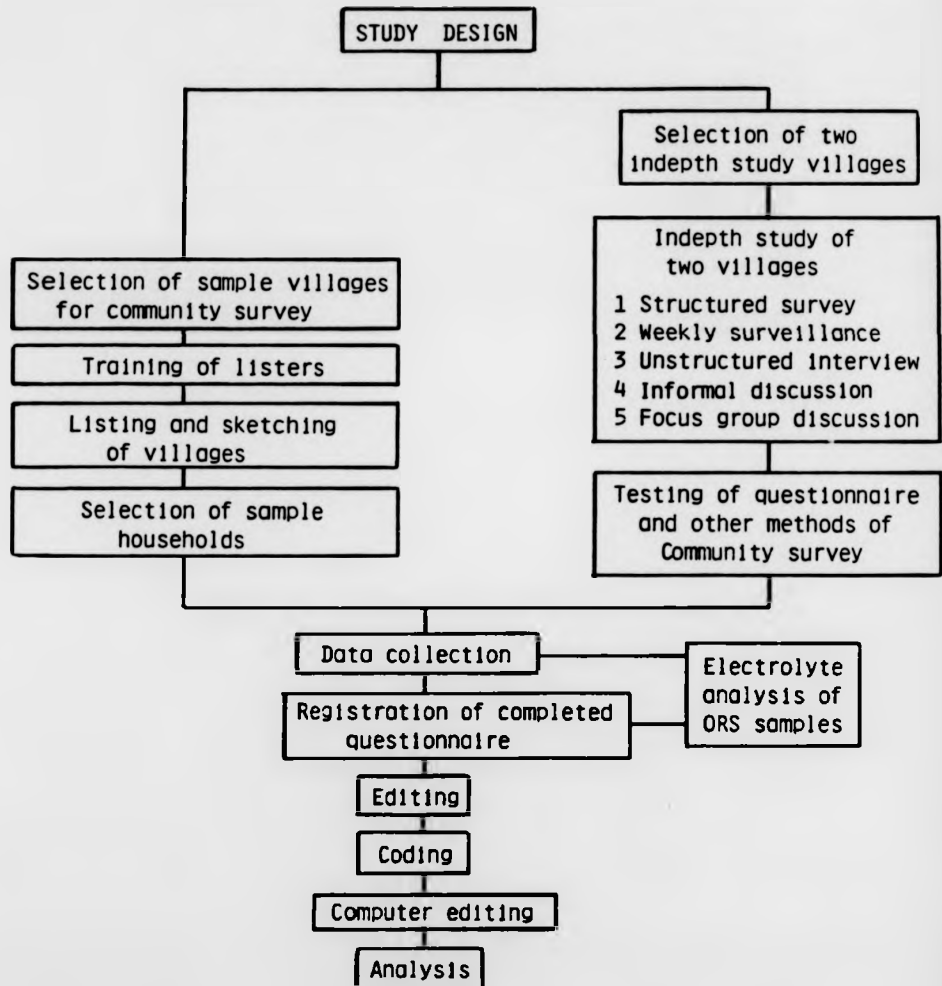 STUDY DESIGN
Selection of two
indepth study villages
Indepth study of
two villages
1 Structured survey
2 Weekly surveillance
3 Unstructured interview
4 Informal discussion
5 Focus group discussion
Selection of sample villages
for community survey
Training of listers
Listing and sketching
of villages
Selection of sample
households
Testing of questionnaire
and other methods of
Community survey
Data collection
Electrolyte
analysis of
ORS samples
Registration of completed
questionnaire
Editing
Coding
Computer editing
Analysis